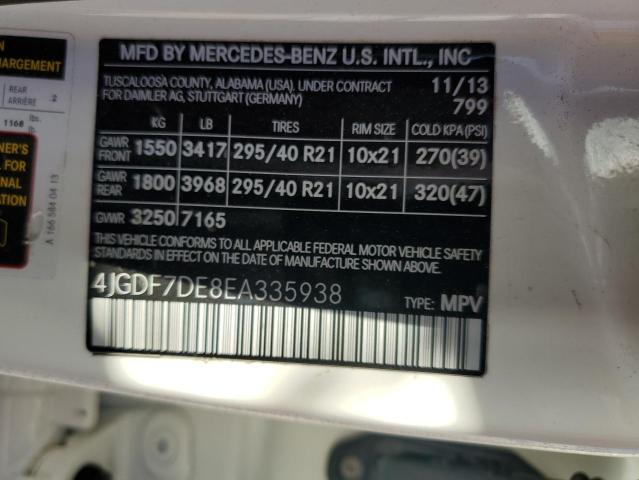 MFD BY MERCEDES-BENZ U.S. INTL., INC
TUSCALOOSA COUNTY, ALABAMA (USA). UNDER CONTRACT 11/13
FOR DAIMLER AG, STUTTGART (GERMANY) 799
KG LB TIRES RIM SIZE COLD KPA (PSI)
GAWR FRONT 1550 3417 295/40 R21 10x21 270(39)
GAWR REAR 1800 3968 295/40 R21 10x21 320(47)
GVWR 3250 7165
THIS VEHICLE CONFORMS TO ALL APPLICABLE FEDERAL MOTOR VEHICLE SAFETY
STANDARDS IN EFFECT ON THE DATE OF MANUFACTURE SHOWN ABOVE
4JGDF7DE8EA335938 TYPE: MPV
REAR 2
ARRIÈRE
1168 lbs.
lb.
FOR
A 166 584 04 13